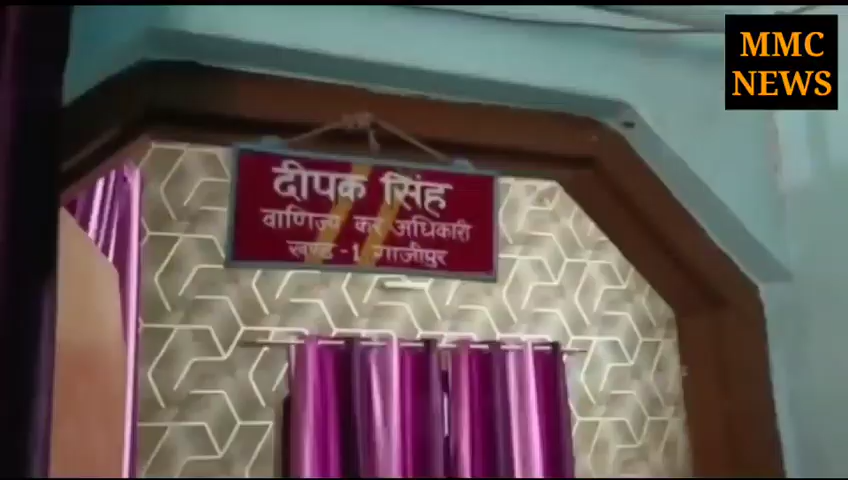 MMC
NEWS
दीपक सिंह
वाणिज्य कर अधिकारी
खण्ड - 1 गाजीपुर